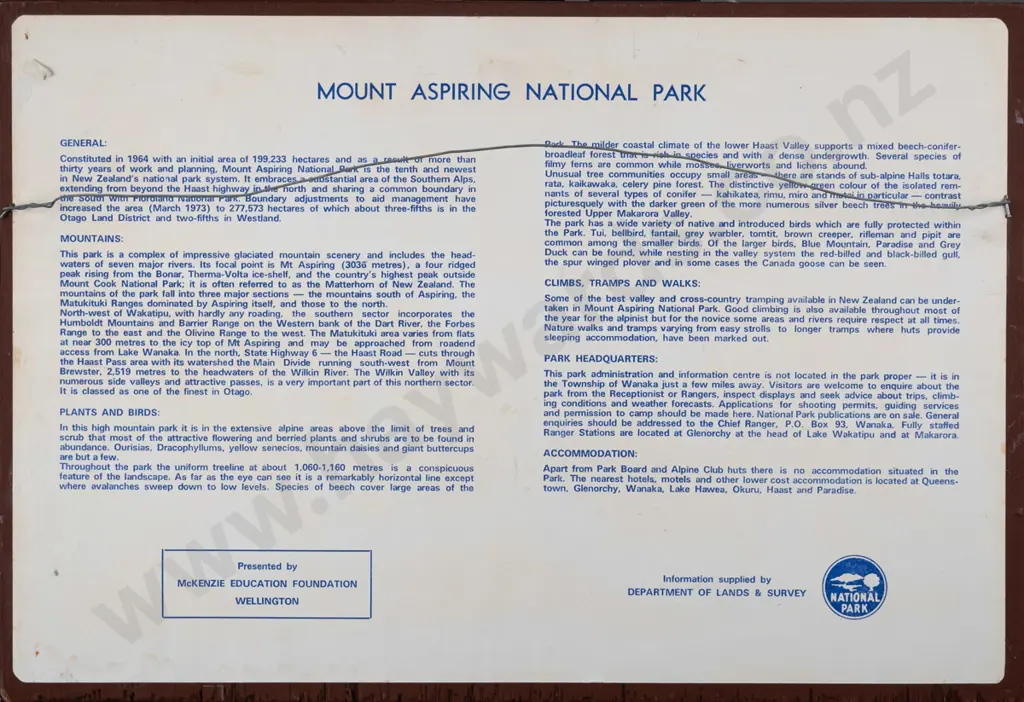 MOUNT ASPIRING NATIONAL PARK
GENERAL:
Constituted in 1964 with an initial area of 199,233 hectares and as a result of more than
thirty years of work and planning, Mount Aspiring National Park is the tenth and newest
in New Zealand's national park system. It embraces a substantial area of the Southern Alps,
extending from beyond the Haast highway in the north and sharing a common boundary in
the South with Fiordland National Park. Boundary adjustments to aid management have
increased the area (March 1973) to 277,573 hectares of which about three-fifths is in the
Otago Land District and two-fifths in Westland.
MOUNTAINS:
This park is a complex of impressive glaciated mountain scenery and includes the head-
waters of seven major rivers. Its focal point is Mt Aspiring (3036 metres), a four ridged
peak rising from the Bonar, Therma-Volta ice-shelf, and the country's highest peak outside
Mount Cook National Park; it is often referred to as the Matterhorn of New Zealand. The
mountains of the park fall into three major sections — the mountains south of Aspiring, the
Matukituki Ranges dominated by Aspiring itself, and those to the north.
North-west of Wakatipu, with hardly any roading, the southern sector incorporates the
Humboldt Mountains and Barrier Range on the Western bank of the Dart River, the Forbes
Range to the east and the Olivine Range to the west. The Matukituki area varies from flats
at near 300 metres to the icy top of Mt Aspiring and may be approached from roadend
access from Lake Wanaka. In the north, State Highway 6 — the Haast Road — cuts through
the Haast Pass area with its watershed the Main Divide running south-west from Mount
Brewster, 2,519 metres to the headwaters of the Wilkin River. The Wilkin Valley with its
numerous side valleys and attractive passes, is a very important part of this northern sector.
It is classed as one of the finest in Otago.
PLANTS AND BIRDS:
In this high mountain park it is in the extensive alpine areas above the limit of trees and
scrub that most of the attractive flowering and berried plants and shrubs are to be found in
abundance. Ourisias, Dracophyllums, yellow senecios, mountain daisies and giant buttercups
are but a few.
Throughout the park the uniform treeline at about 1,060-1,160 metres is a conspicuous
feature of the landscape. As far as the eye can see it is a remarkably horizontal line except
where avalanches sweep down to low levels. Species of beech cover large areas of the
Park. The milder coastal climate of the lower Haast Valley supports a mixed beech-conifer-
broadleaf forest that is rich in species and with a dense undergrowth. Several species of
filmy ferns are common while mosses, liverworts and lichens abound.
Unusual tree communities occupy small areas — there are stands of sub-alpine Halls totara,
rata, kaikawaka, celery pine forest. The distinctive yellow-green colour of the isolated rem-
nants of several types of conifer — kahikatea, rimu, miro and matai in particular — contrast
picturesquely with the darker green of the more numerous silver beech trees in the heavily
forested Upper Makarora Valley.
The park has a wide variety of native and introduced birds which are fully protected within
the Park. Tui, bellbird, fantail, grey warbler, tomtit, brown creeper, rifleman and pipit are
common among the smaller birds. Of the larger birds, Blue Mountain, Paradise and Grey
Duck can be found, while nesting in the valley system the red-billed and black-billed gull,
the spur winged plover and in some cases the Canada goose can be seen.
CLIMBS, TRAMPS AND WALKS:
Some of the best valley and cross-country tramping available in New Zealand can be under-
taken in Mount Aspiring National Park. Good climbing is also available throughout most of
the year for the alpinist but for the novice some areas and rivers require respect at all times.
Nature walks and tramps varying from easy strolls to longer tramps where huts provide
sleeping accommodation, have been marked out.
PARK HEADQUARTERS:
This park administration and information centre is not located in the park proper — it is in
the Township of Wanaka just a few miles away. Visitors are welcome to enquire about the
park from the Receptionist or Rangers, inspect displays and seek advice about trips, climb-
ing conditions and weather forecasts. Applications for shooting permits, guiding services
and permission to camp should be made here. National Park publications are on sale. General
enquiries should be addressed to the Chief Ranger, P.O. Box 93, Wanaka. Fully staffed
Ranger Stations are located at Glenorchy at the head of Lake Wakatipu and at Makarora.
ACCOMMODATION:
Apart from Park Board and Alpine Club huts there is no accommodation situated in the
Park. The nearest hotels, motels and other lower cost accommodation is located at Queens-
town, Glenorchy, Wanaka, Lake Hawea, Okuru, Haast and Paradise.
Presented by
McKENZIE EDUCATION FOUNDATION
WELLINGTON
Information supplied by
DEPARTMENT OF LANDS & SURVEY
NATIONAL
PARK